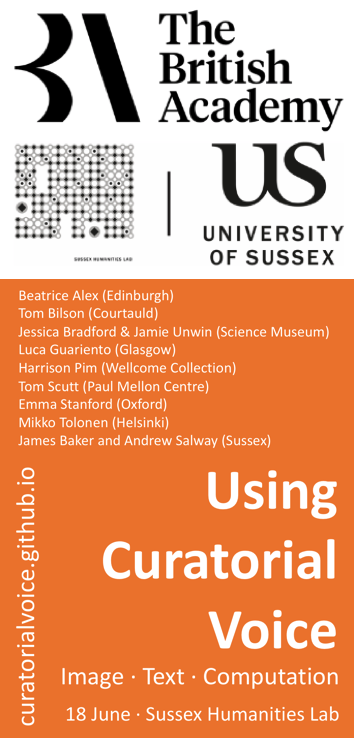 The
British
Academy
SUSSEX HUMANITIES LAB
US
UNIVERSITY
OF SUSSEX
Beatrice Alex (Edinburgh)
Tom Bilson (Courtauld)
Jessica Bradford & Jamie Unwin (Science Museum)
Luca Guariento (Glasgow)
Harrison Pim (Wellcome Collection)
Tom Scutt (Paul Mellon Centre)
Emma Stanford (Oxford)
Mikko Tolonen (Helsinki)
James Baker and Andrew Salway (Sussex)
curatorialvoice.github.io
Using
Curatorial
Voice
Image · Text · Computation
18 June · Sussex Humanities Lab